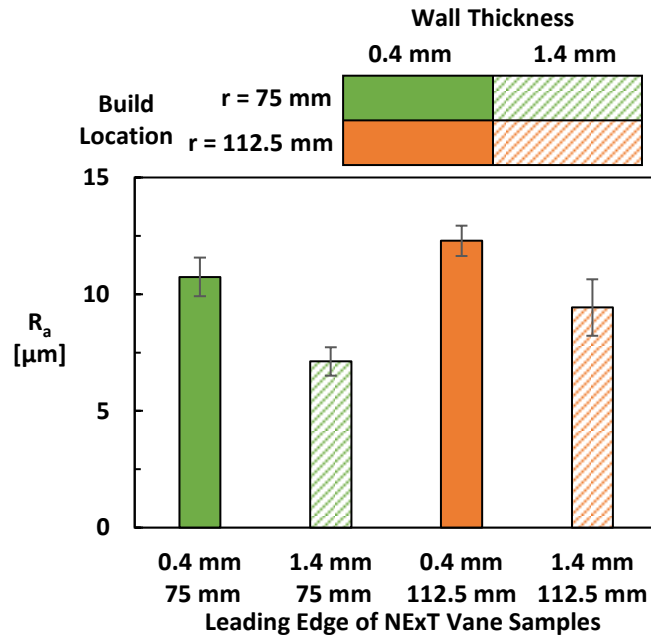 Wall Thickness
0.4 mm 1.4 mm
Build Location
r = 75 mm
r = 112.5 mm
15
10
5
0
Ra
[µm]
0.4 mm 1.4 mm 0.4 mm 1.4 mm
75 mm 75 mm 112.5 mm 112.5 mm
Leading Edge of NExT Vane Samples